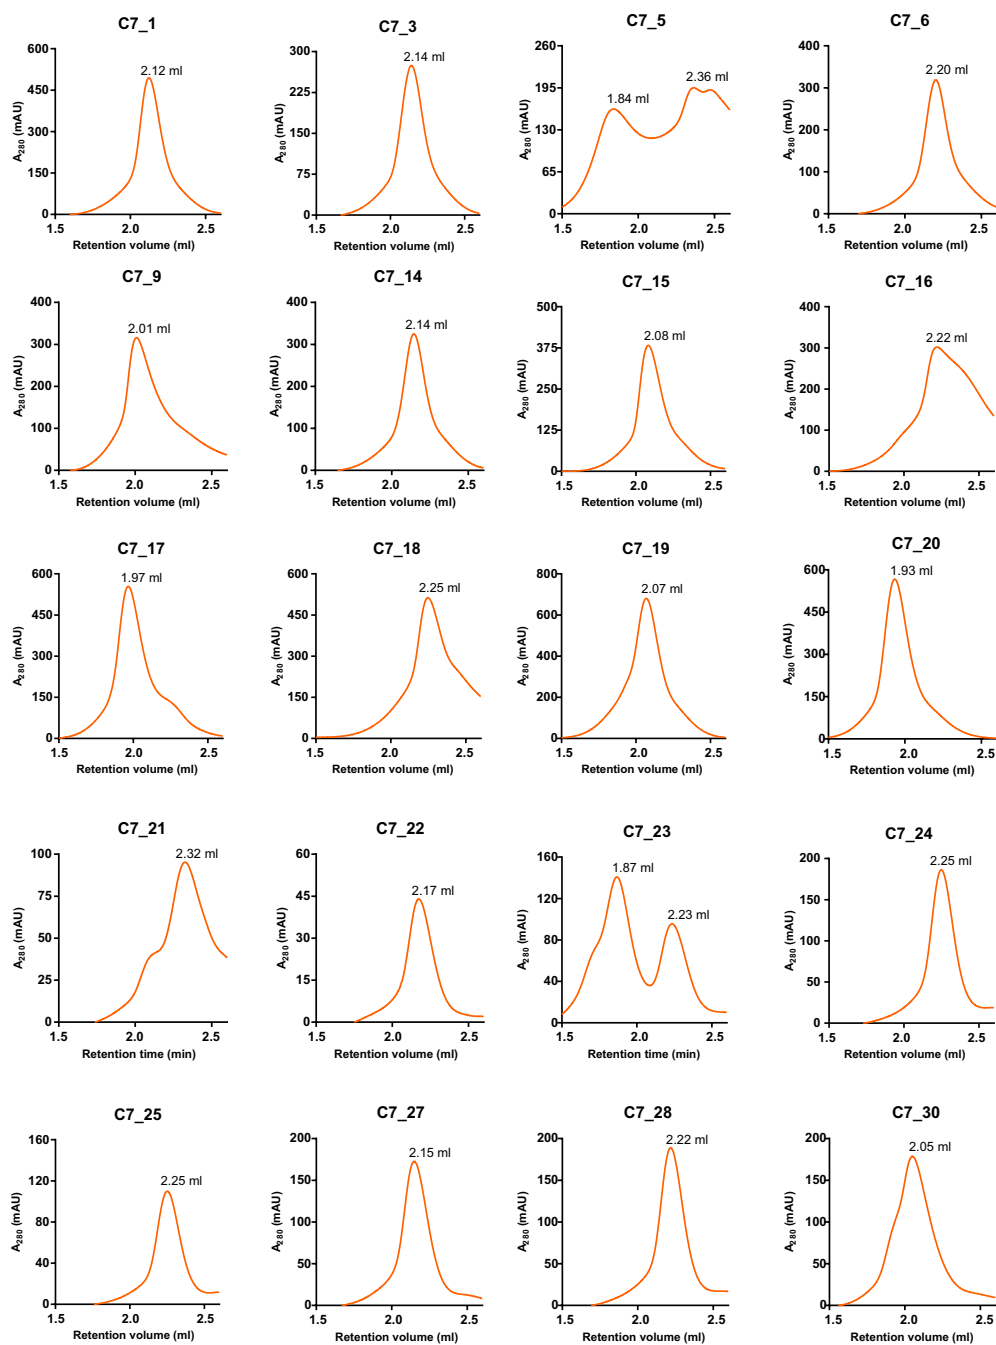 C7_1
A280 (mAU)
600
450
300
150
0
2.12 ml
1.5 2.0 2.5
Retention volume (ml)
C7_3
A280 (mAU)
300
225
150
75
0
2.14 ml
1.5 2.0 2.5
Retention volume (ml)
C7_5
A280 (mAU)
260
195
130
65
0
1.84 ml
2.36 ml
1.5 2.0 2.5
Retention volume (ml)
C7_6
A280 (mAU)
400
300
200
100
0
2.20 ml
1.5 2.0 2.5
Retention volume (ml)
C7_9
A280 (mAU)
400
300
200
100
0
2.01 ml
1.5 2.0 2.5
Retention volume (ml)
C7_14
A280 (mAU)
400
300
200
100
0
2.14 ml
1.5 2.0 2.5
Retention volume (ml)
C7_15
A280 (mAU)
500
375
250
125
0
2.08 ml
1.5 2.0 2.5
Retention volume (ml)
C7_16
A280 (mAU)
400
300
200
100
0
2.22 ml
1.5 2.0 2.5
Retention volume (ml)
C7_17
A280 (mAU)
600
450
300
150
0
1.97 ml
1.5 2.0 2.5
Retention volume (ml)
C7_18
A280 (mAU)
600
450
300
150
0
2.25 ml
1.5 2.0 2.5
Retention volume (ml)
C7_19
A280 (mAU)
800
600
400
200
0
2.07 ml
1.5 2.0 2.5
Retention volume (ml)
C7_20
A280 (mAU)
600
450
300
150
0
1.93 ml
1.5 2.0 2.5
Retention volume (ml)
C7_21
A280 (mAU)
100
75
50
25
0
2.32 ml
1.5 2.0 2.5
Retention time (min)
C7_22
A280 (mAU)
60
45
30
15
0
2.17 ml
1.5 2.0 2.5
Retention volume (ml)
C7_23
A280 (mAU)
160
120
80
40
0
1.87 ml
2.23 ml
1.5 2.0 2.5
Retention time (min)
C7_24
A280 (mAU)
200
150
100
50
0
2.25 ml
1.5 2.0 2.5
Retention volume (ml)
C7_25
A280 (mAU)
160
120
80
40
0
2.25 ml
1.5 2.0 2.5
Retention volume (ml)
C7_27
A280 (mAU)
200
150
100
50
0
2.15 ml
1.5 2.0 2.5
Retention volume (ml)
C7_28
A280 (mAU)
200
150
100
50
0
2.22 ml
1.5 2.0 2.5
Retention volume (ml)
C7_30
A280 (mAU)
200
150
100
50
0
2.05 ml
1.5 2.0 2.5
Retention volume (ml)